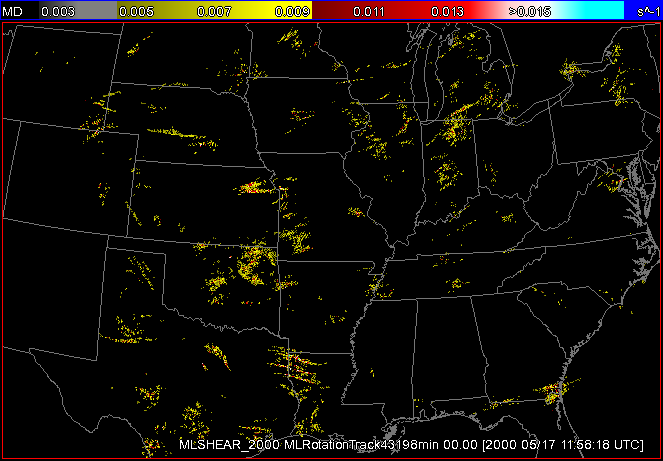 MD 0.003 0.005 0.007 0.009 0.011 0.013 >0.015 s^-1
MLSHEAR_2000 MLRotationTrack43198min 00.00 [2000 05/17 11:58:18 UTC]